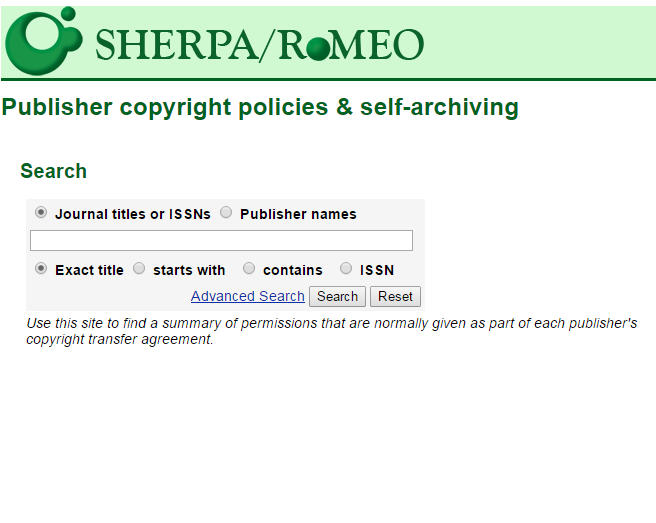 SHERPA/RoMEO
Publisher copyright policies & self-archiving
Search
Journal titles or ISSNs Publisher names
Exact title starts with contains ISSN
Advanced Search Search Reset
Use this site to find a summary of permissions that are normally given as part of each publisher's
copyright transfer agreement.